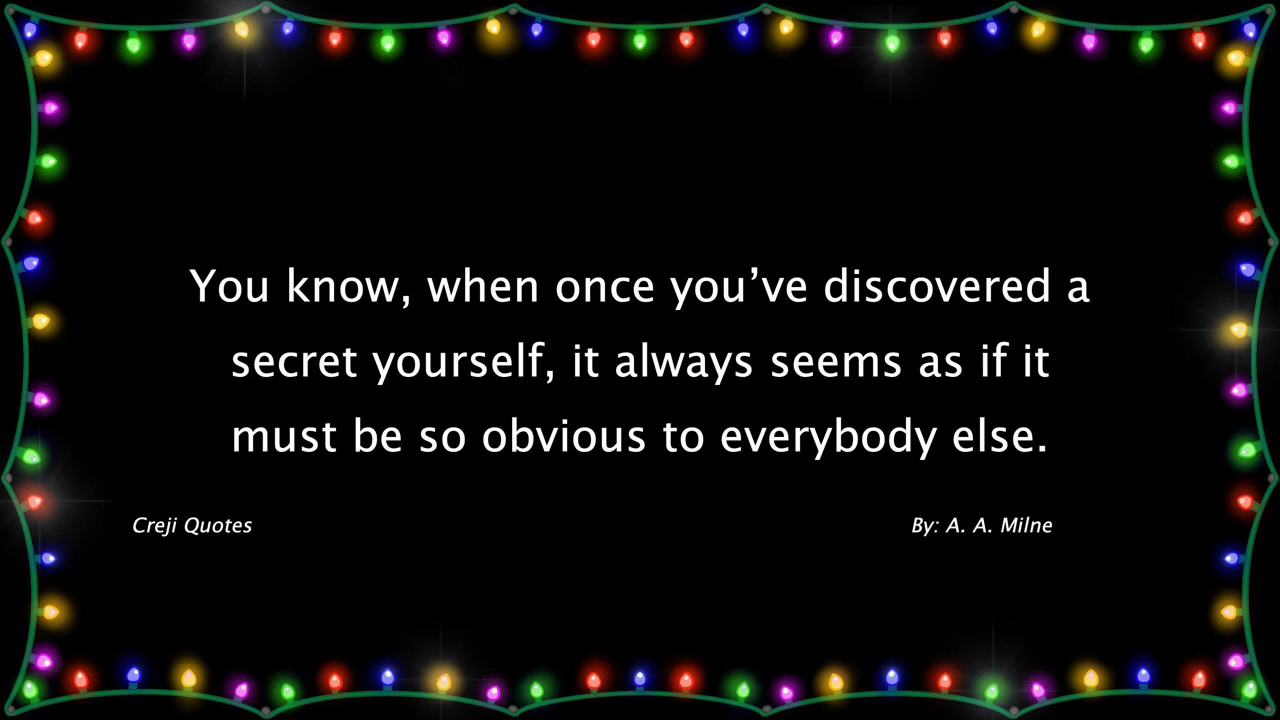 You know, when once you’ve discovered a
secret yourself, it always seems as if it
must be so obvious to everybody else.
Creji Quotes
By: A. A. Milne